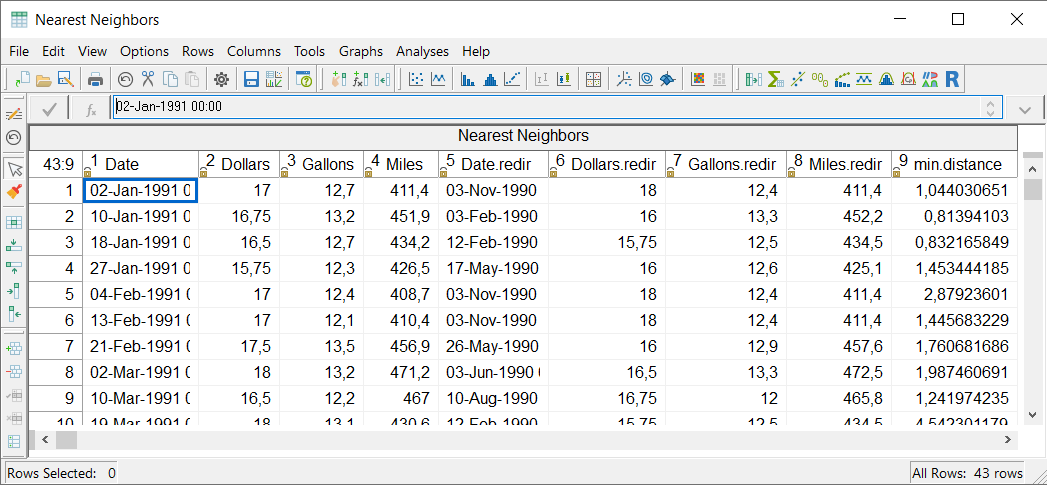 Nearest Neighbors
File Edit View Options Rows Columns Tools Graphs Analyses Help
02-Jan-1991 00:00
Nearest Neighbors
43:9 1 Date 2 Dollars 3 Gallons 4 Miles 5 Date.redir 6 Dollars.redir 7 Gallons.redir 8 Miles.redir 9 min.distance
1 02-Jan-1991 0 17 12,7 411,4 03-Nov-1990 18 12,4 411,4 1,044030651
2 10-Jan-1991 0 16,75 13,2 451,9 03-Feb-1990 16 13,3 452,2 0,81394103
3 18-Jan-1991 0 16,5 12,7 434,2 12-Feb-1990 15,75 12,5 434,5 0,832165849
4 27-Jan-1991 0 15,75 12,3 426,5 17-May-1990 16 12,6 425,1 1,453444185
5 04-Feb-1991 0 17 12,4 408,7 03-Nov-1990 18 12,4 411,4 2,87923601
6 13-Feb-1991 0 17 12,1 410,4 03-Nov-1990 18 12,4 411,4 1,445683229
7 21-Feb-1991 0 17,5 13,5 456,9 26-May-1990 16 12,9 457,6 1,760681686
8 02-Mar-1991 0 18 13,2 471,2 03-Jun-1990 16,5 13,3 472,5 1,987460691
9 10-Mar-1991 0 16,5 12,2 467 10-Aug-1990 16,75 12 465,8 1,241974235
10 19-Mar-1991 0 18 13,1 430,6 12-Feb-1990 15,75 12,5 434,5 4,542301179
Rows Selected: 0 All Rows: 43 rows